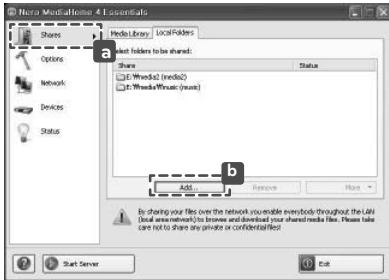 Nero MediaHome 4 Essentials
Shares
Options
Network
Devices
Status
Media Library
Local Folders
Select folders to be shared:
Share Status
E:₩media2 (media2)
E:₩media₩music (music)
a
b
Add...
Remove
More
By sharing your files over the network you enable everybody throughout the LAN
(local area network) to browse and download your shared media files. Please take
care not to share any private or confidential files!
Start Server
Exit